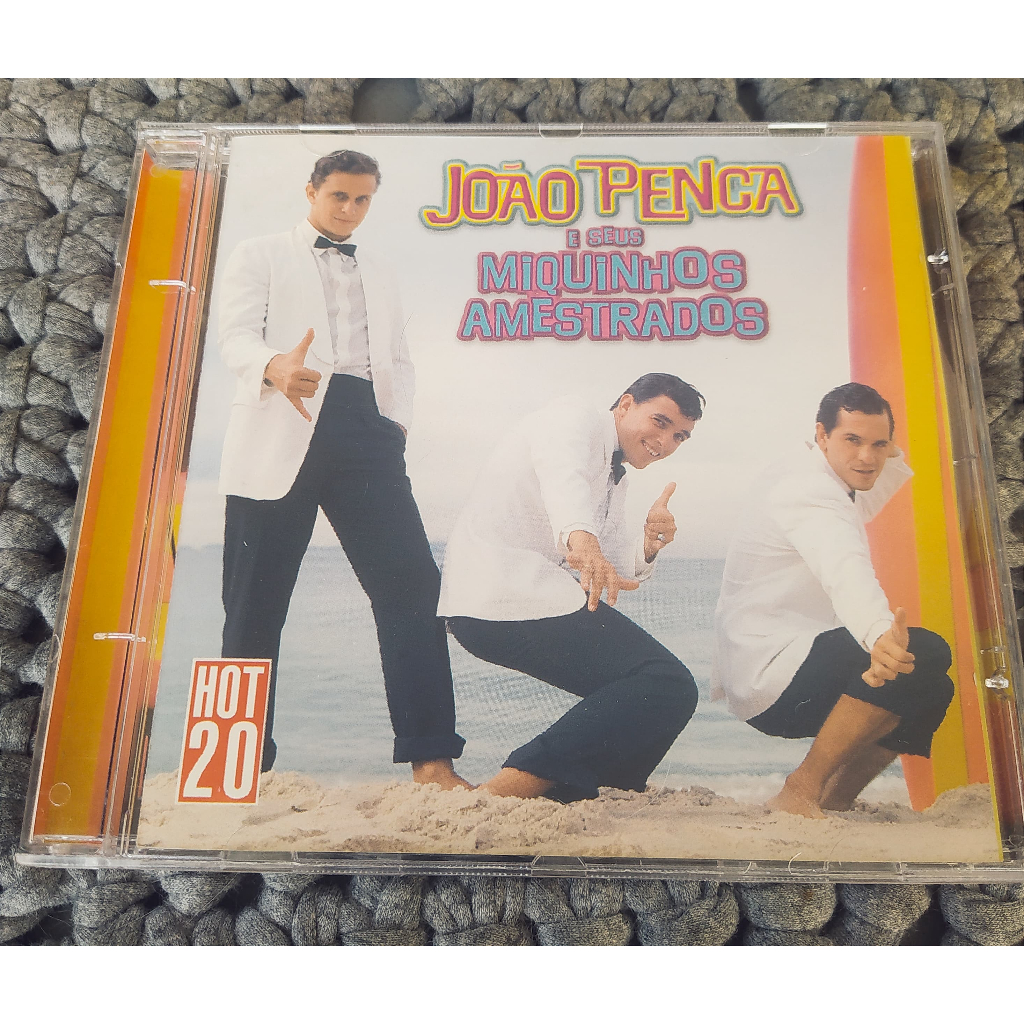 JOÃO PENCA
E SEUS
MIQUINHOS
AMESTRADOS
HOT
20